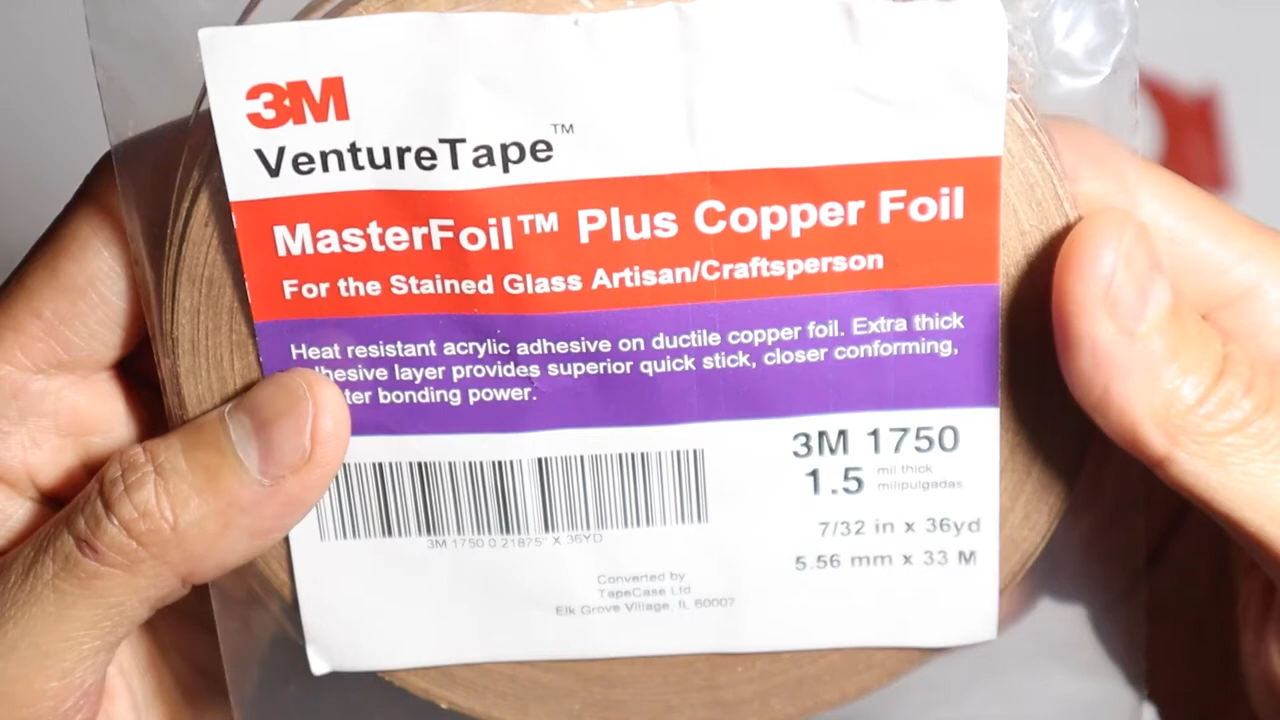 3M
VentureTape™
MasterFoil™ Plus Copper Foil
For the Stained Glass Artisan/Craftsperson
Heat resistant acrylic adhesive on ductile copper foil. Extra thick
layer provides superior quick stick, closer conforming,
bonding power.
3M 1750
1.5 mil thick
milipulgadas
7/32 in x 36yd
5.56 mm x 33 M
3M 1750 0.21875" X 36YD
Converted by
TapeCase Ltd
Elk Grove Village, IL 60007